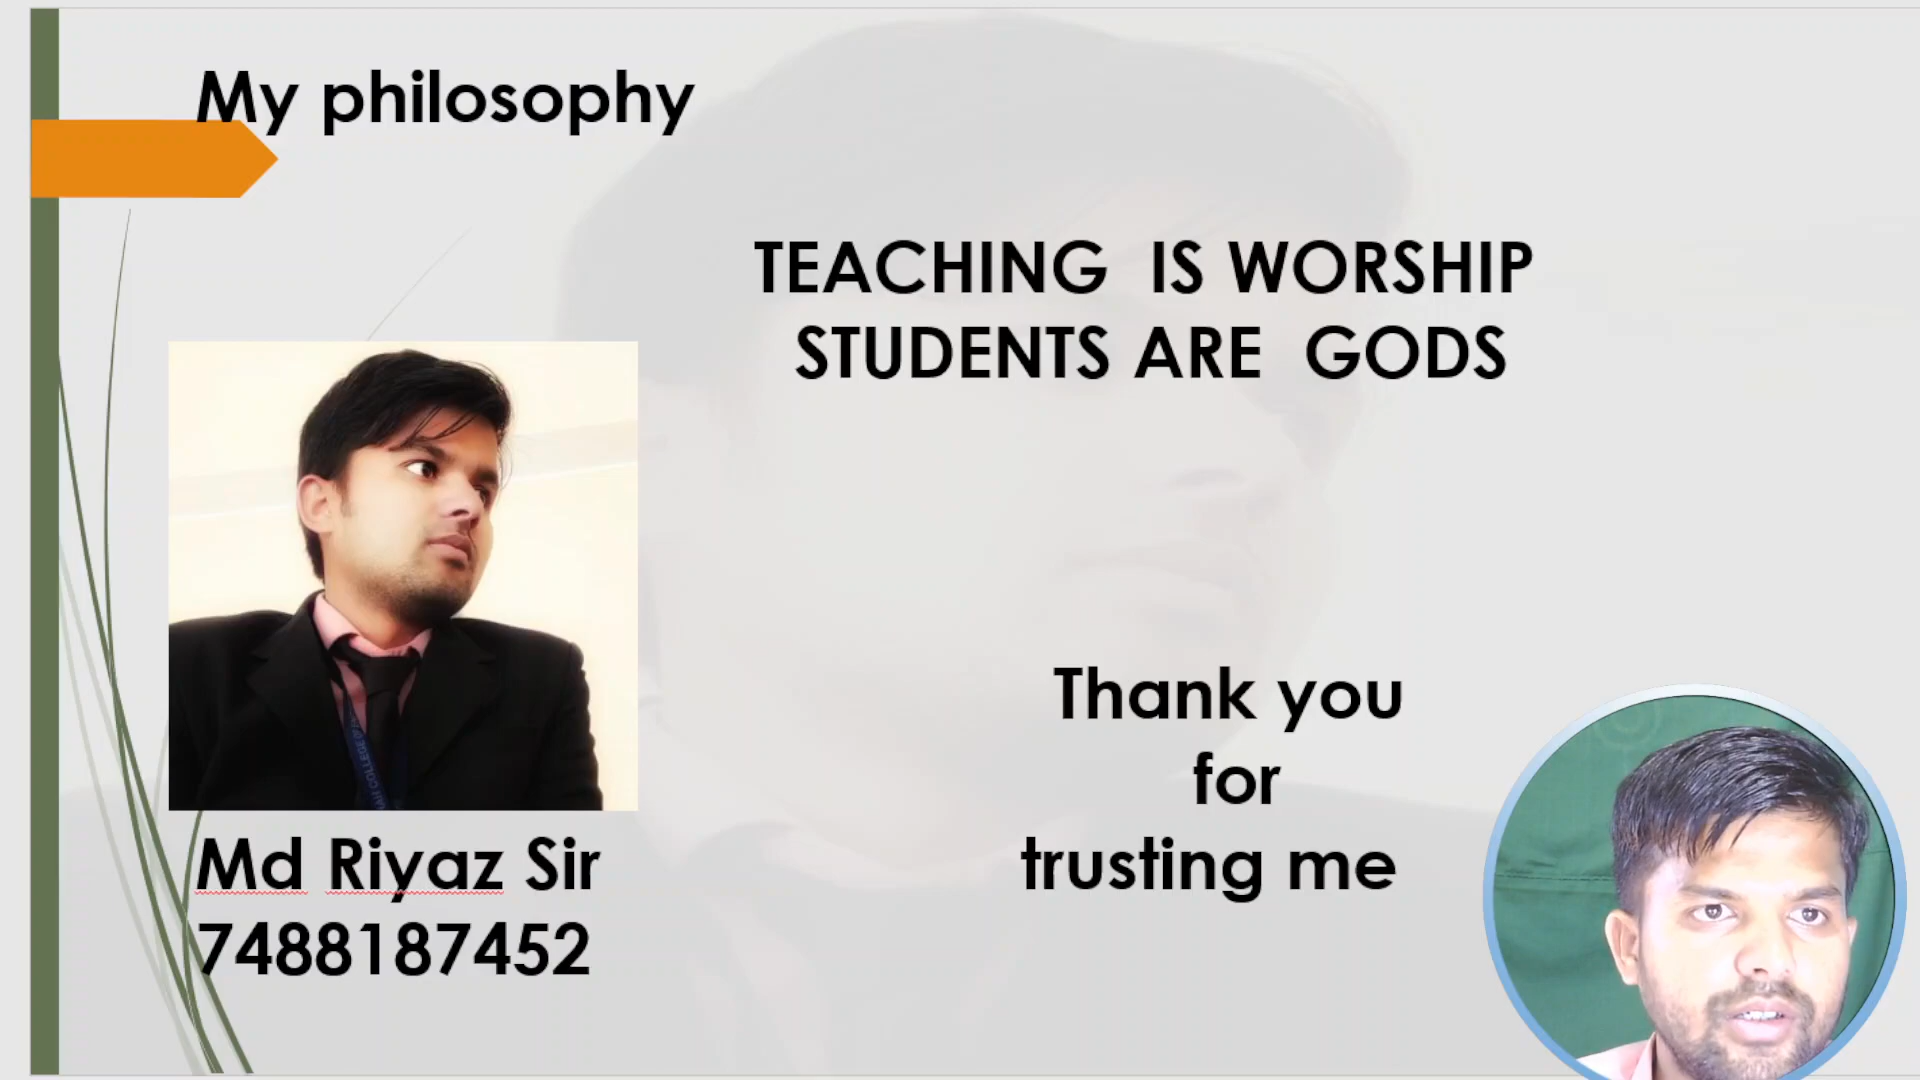 My philosophy
TEACHING IS WORSHIP
STUDENTS ARE GODS
Thank you
for
trusting me
Md Riyaz Sir
7488187452